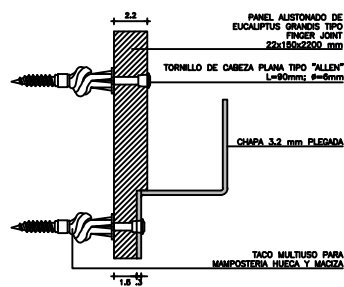 2.2
PANEL ALISTONADO DE
EUCALIPTUS GRANDIS TIPO
FINGER JOINT
22x150x2200 mm
TORNILLO DE CABEZA PLANA TIPO "ALLEN"
L=90mm; ø=6mm
CHAPA 3.2 mm PLEGADA
TACO MULTIUSO PARA
MAMPOSTERIA HUECA Y MACIZA
1.5 .3